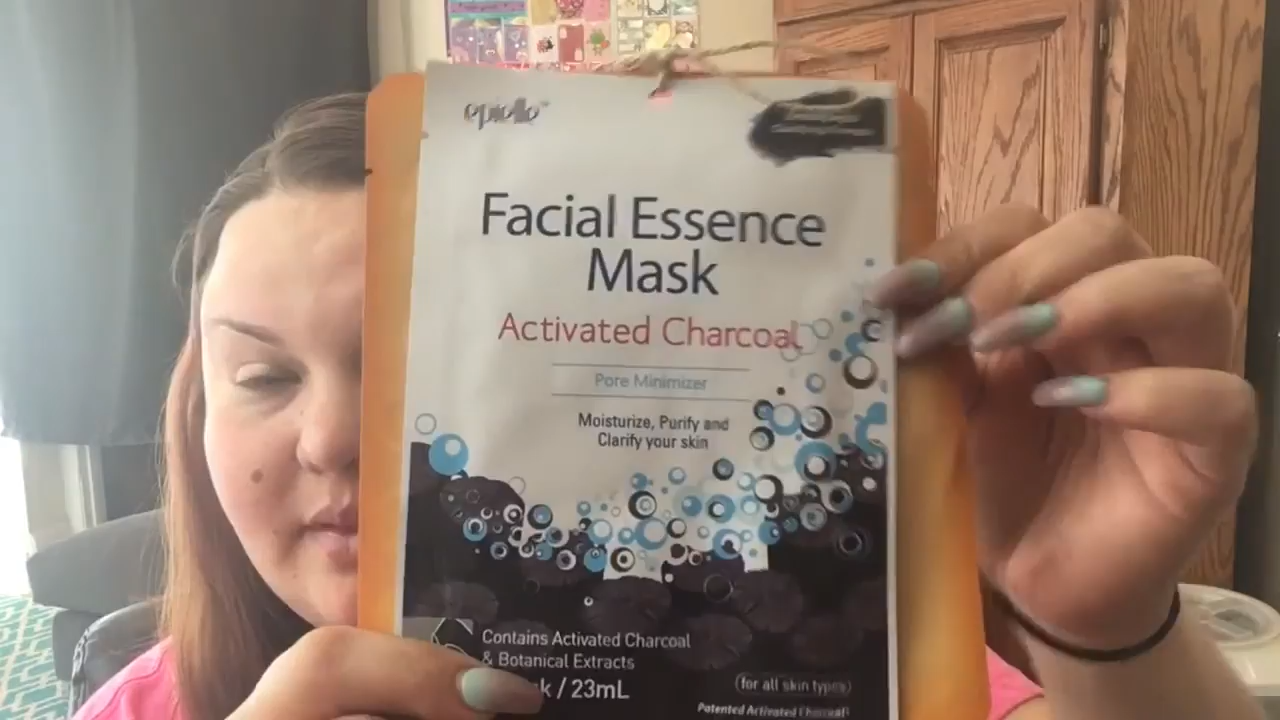 epielle™
Facial Essence
Mask
Activated Charcoal
Pore Minimizer
Moisturize, Purify and
Clarify your skin
Contains Activated Charcoal
& Botanical Extracts
k / 23mL
(for all skin types)
Patented Activated Charcoal